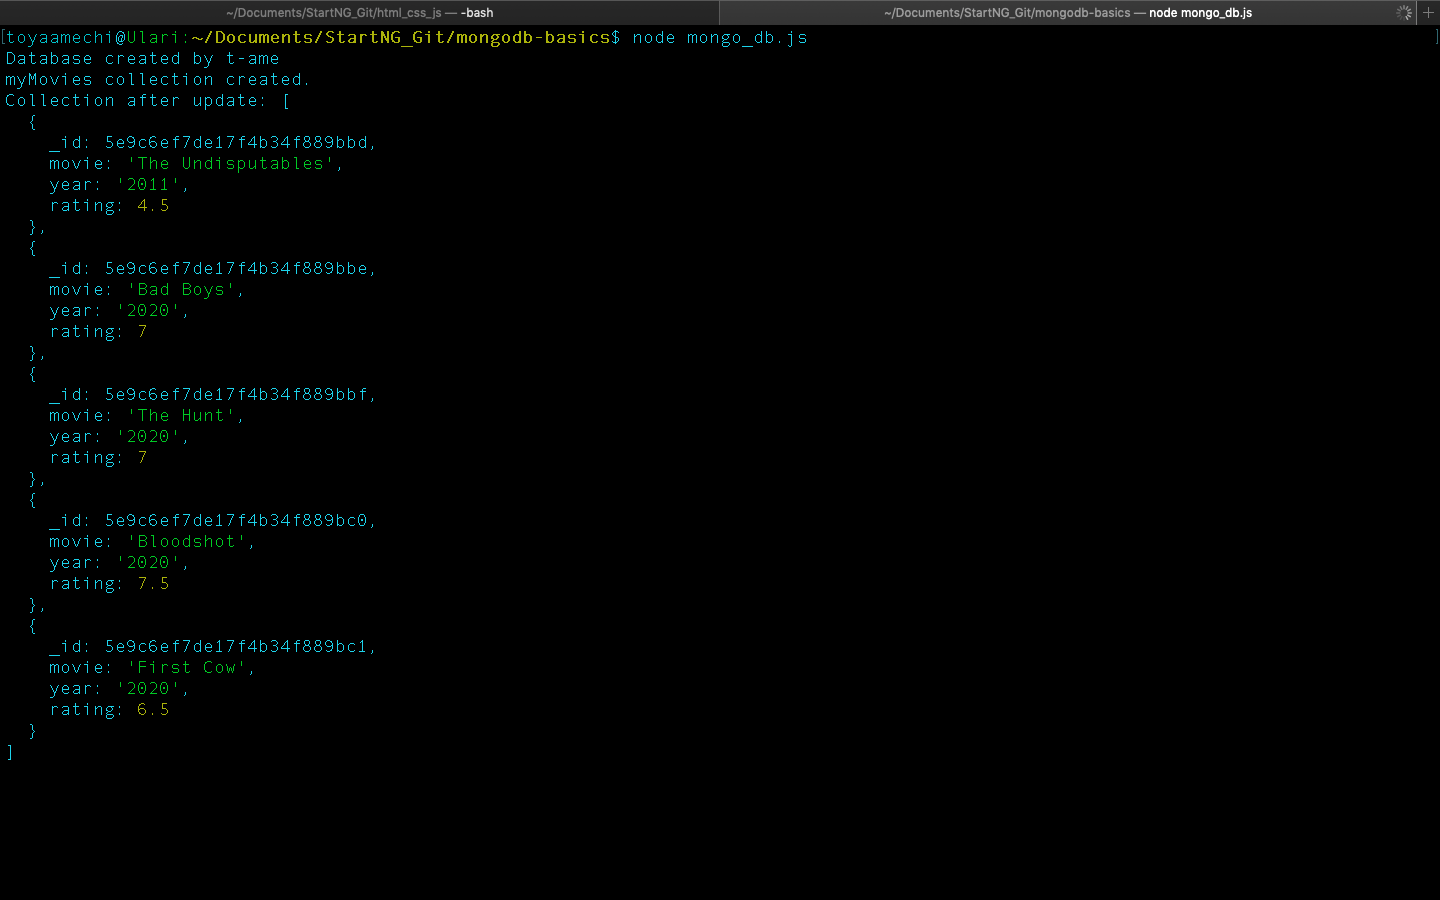 ~/Documents/StartNG_Git/html_css_js — -bash
~/Documents/StartNG_Git/mongodb-basics — node mongo_db.js
[toyaamechi@Ulari:~/Documents/StartNG_Git/mongodb-basics$ node mongo_db.js ]
Database created by t-ame
myMovies collection created.
Collection after update: [
  {
    _id: 5e9c6ef7de17f4b34f889bbd,
    movie: 'The Undisputables',
    year: '2011',
    rating: 4.5
  },
  {
    _id: 5e9c6ef7de17f4b34f889bbe,
    movie: 'Bad Boys',
    year: '2020',
    rating: 7
  },
  {
    _id: 5e9c6ef7de17f4b34f889bbf,
    movie: 'The Hunt',
    year: '2020',
    rating: 7
  },
  {
    _id: 5e9c6ef7de17f4b34f889bc0,
    movie: 'Bloodshot',
    year: '2020',
    rating: 7.5
  },
  {
    _id: 5e9c6ef7de17f4b34f889bc1,
    movie: 'First Cow',
    year: '2020',
    rating: 6.5
  }
]